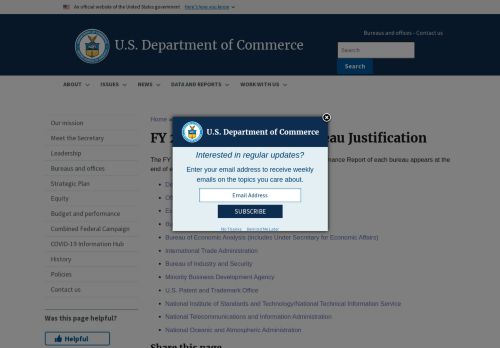 An official website of the United States government Here's how you know
U.S. Department of Commerce
Bureaus and offices - Contact us
Search
Search
ABOUT
ISSUES
NEWS
DATA AND REPORTS
WORK WITH US
Our mission
Meet the Secretary
Leadership
Bureaus and offices
Strategic Plan
Equity
Budget and performance
Combined Federal Campaign
COVID-19 Information Hub
History
Policies
Contact us
Was this page helpful?
Helpful
Home
FY eau Justification
The FY mance Report of each bureau appears at the
end of
U.S. Department of Commerce
Interested in regular updates?
Enter your email address to receive weekly
emails on the topics you care about.
Email Address
SUBSCRIBE
No Thanks Remind Me Later
Bureau of Economic Analysis (includes Under Secretary for Economic Affairs)
International Trade Administration
Bureau of Industry and Security
Minority Business Development Agency
U.S. Patent and Trademark Office
National Institute of Standards and Technology/National Technical Information Service
National Telecommunications and Information Administration
National Oceanic and Atmospheric Administration
Share this page